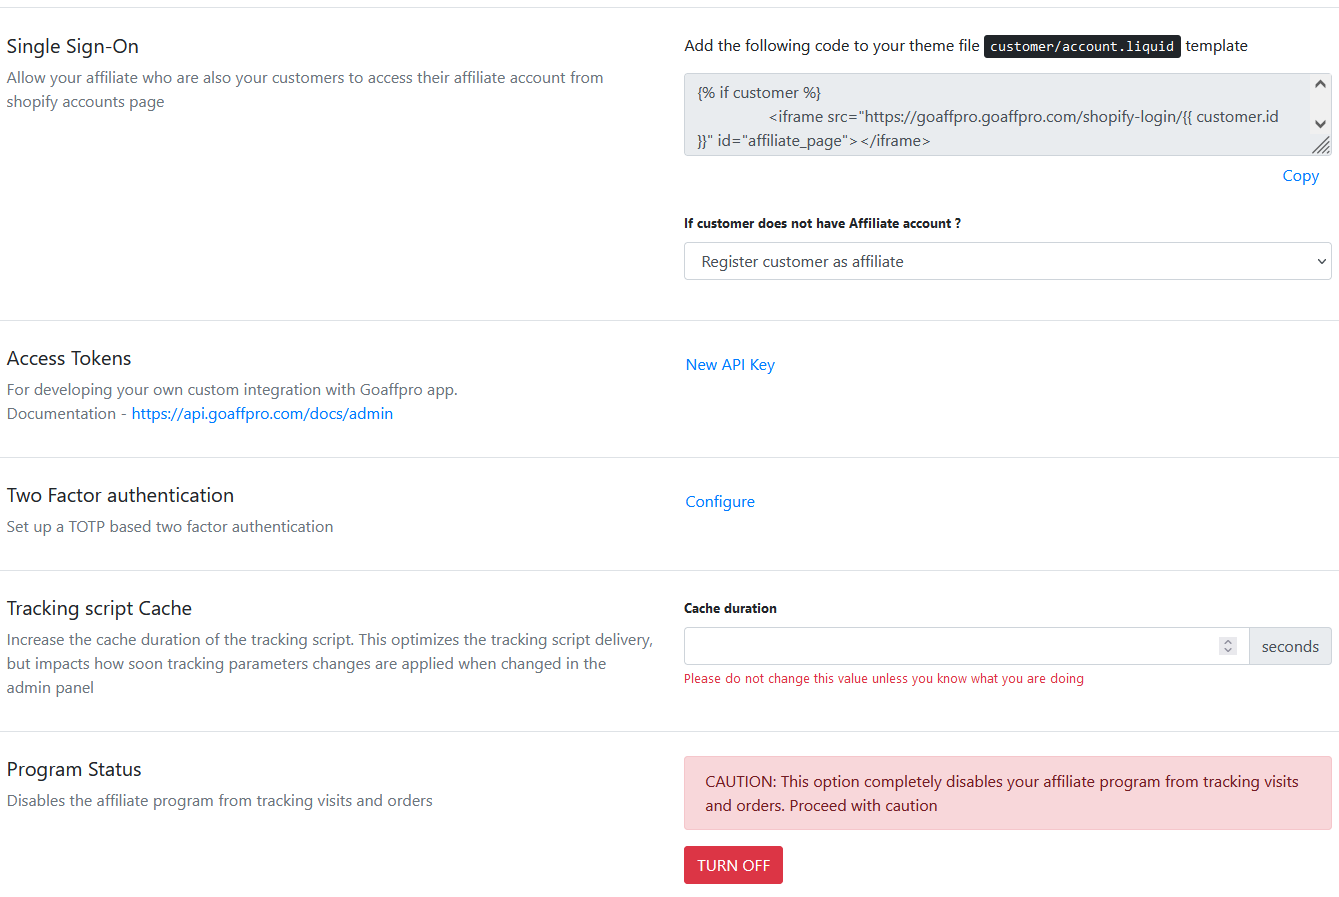 Single Sign-On
Allow your affiliate who are also your customers to access their affiliate account from
shopify accounts page
Add the following code to your theme file customer/account.liquid template
{% if customer %}
<iframe src="https://goaffpro.goaffpro.com/shopify-login/{{ customer.id
}}" id="affiliate_page"></iframe>
Copy
If customer does not have Affiliate account ?
Register customer as affiliate
Access Tokens
For developing your own custom integration with Goaffpro app.
Documentation - https://api.goaffpro.com/docs/admin
New API Key
Two Factor authentication
Set up a TOTP based two factor authentication
Configure
Tracking script Cache
Increase the cache duration of the tracking script. This optimizes the tracking script delivery,
but impacts how soon tracking parameters changes are applied when changed in the
admin panel
Cache duration
seconds
Please do not change this value unless you know what you are doing
Program Status
Disables the affiliate program from tracking visits and orders
CAUTION: This option completely disables your affiliate program from tracking visits
and orders. Proceed with caution
TURN OFF